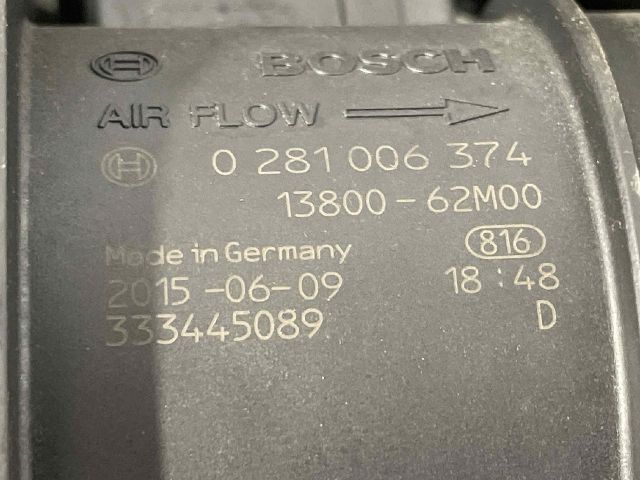 BOSCH
AIR FLOW
0 281 006 374
13800-62M00
Made in Germany 816
2015-06-09 18:48
333445089 D